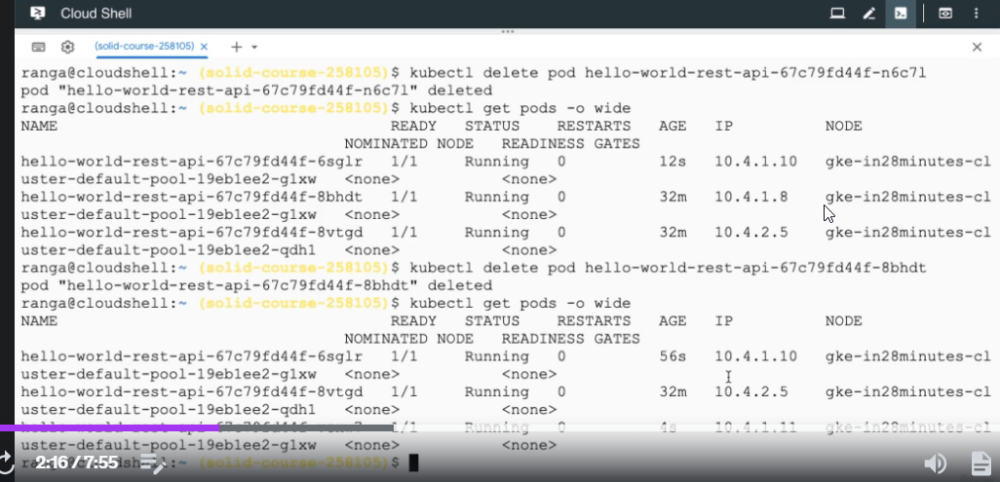 Cloud Shell
(solid-course-258105) ×
ranga@cloudshell:~ (solid-course-258105)$ kubectl delete pod hello-world-rest-api-67c79fd44f-n6c7l
pod "hello-world-rest-api-67c79fd44f-n6c7l" deleted
ranga@cloudshell:~ (solid-course-258105)$ kubectl get pods -o wide
NAME READY STATUS RESTARTS AGE IP NODE
NOMINATED NODE READINESS GATES
hello-world-rest-api-67c79fd44f-6sglr 1/1 Running 0 12s 10.4.1.10 gke-in28minutes-cl
uster-default-pool-19eb1ee2-g1xw <none> <none>
hello-world-rest-api-67c79fd44f-8bhdt 1/1 Running 0 32m 10.4.1.8 gke-in28minutes-cl
uster-default-pool-19eb1ee2-g1xw <none> <none>
hello-world-rest-api-67c79fd44f-8vtgd 1/1 Running 0 32m 10.4.2.5 gke-in28minutes-cl
uster-default-pool-19eb1ee2-qdh1 <none> <none>
ranga@cloudshell:~ (solid-course-258105)$ kubectl delete pod hello-world-rest-api-67c79fd44f-8bhdt
pod "hello-world-rest-api-67c79fd44f-8bhdt" deleted
ranga@cloudshell:~ (solid-course-258105)$ kubectl get pods -o wide
NAME READY STATUS RESTARTS AGE IP NODE
NOMINATED NODE READINESS GATES
hello-world-rest-api-67c79fd44f-6sglr 1/1 Running 0 56s 10.4.1.10 gke-in28minutes-cl
uster-default-pool-19eb1ee2-g1xw <none> <none>
hello-world-rest-api-67c79fd44f-8vtgd 1/1 Running 0 32m 10.4.2.5 gke-in28minutes-cl
uster-default-pool-19eb1ee2-qdh1 <none> <none>
1/1 Running 0 4s 10.4.1.11 gke-in28minutes-cl
uster-default-pool-19eb1ee2-g1xw <none> <none>
2:16 / 7:55 (solid-course-258105)$